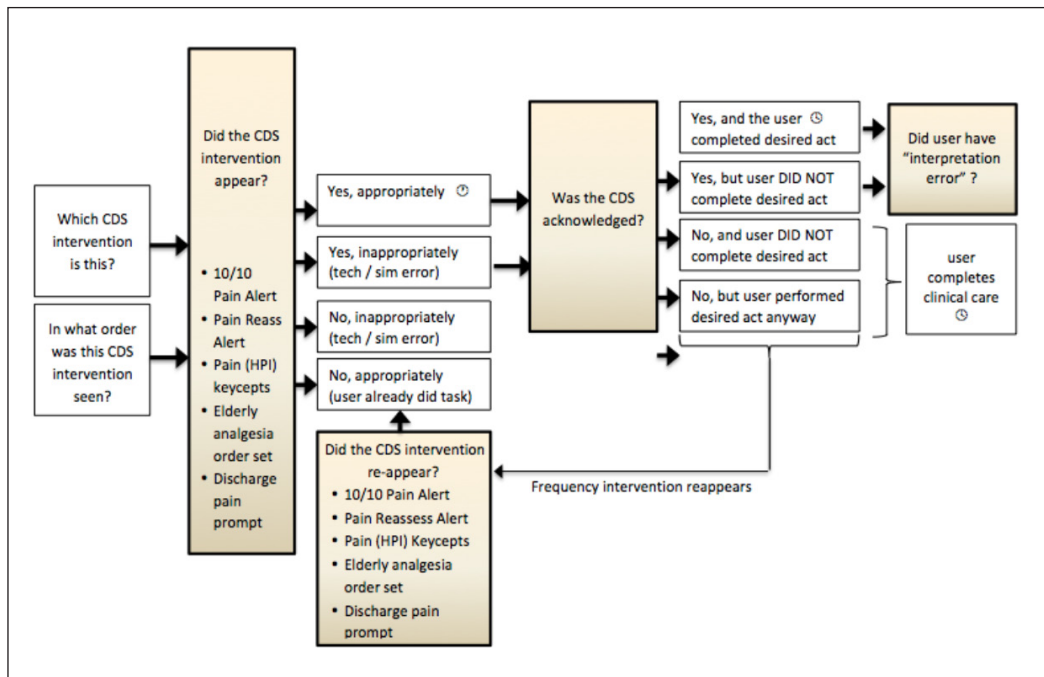 Which CDS
intervention
is this?
In what order
was this CDS
intervention
seen?
Did the CDS
intervention
appear?
• 10/10
Pain Alert
• Pain Reass
Alert
• Pain (HPI)
keycepts
• Elderly
analgesia
order set
• Discharge
pain
prompt
Yes, appropriately
Yes, inappropriately
(tech / sim error)
No, inappropriately
(tech / sim error)
No, appropriately
(user already did task)
Did the CDS intervention
re-appear?
• 10/10 Pain Alert
• Pain Reassess Alert
• Pain (HPI) Keycepts
• Elderly analgesia
order set
• Discharge pain
prompt
Was the CDS
acknowledged?
Yes, and the user
completed desired act
Yes, but user DID NOT
complete desired act
No, and user DID NOT
complete desired act
No, but user performed
desired act anyway
Frequency intervention reappears
Did user have
“interpretation
error” ?
user
completes
clinical care